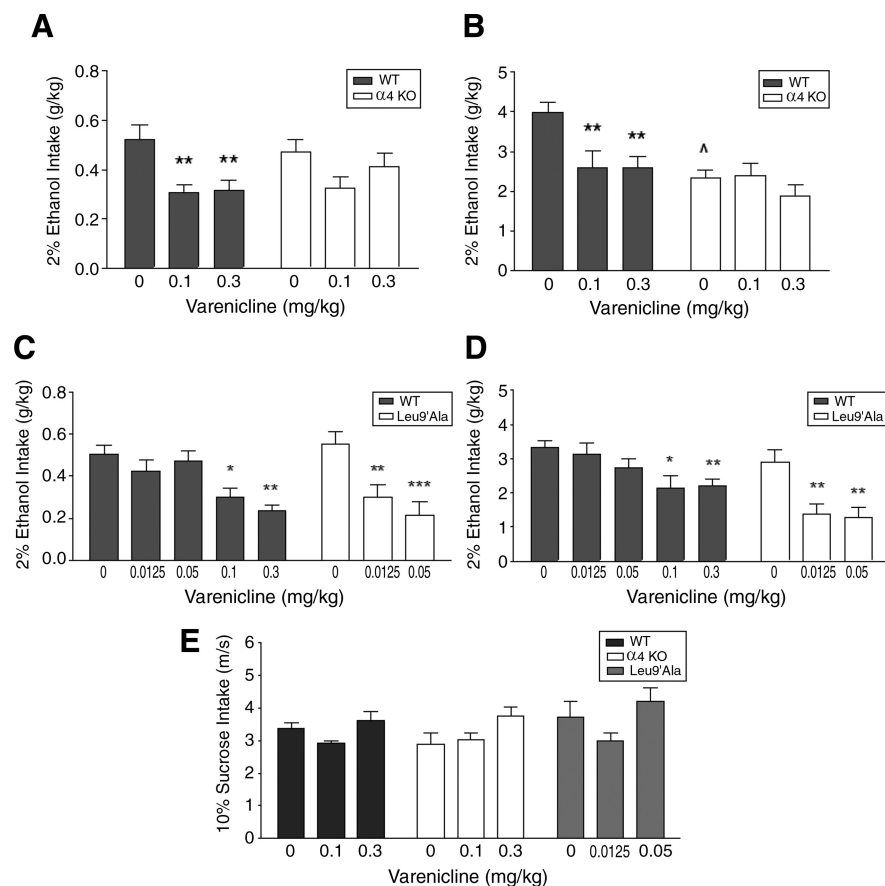 A
2% Ethanol Intake (g/kg)
0.8
0.6
0.4
0.2
0.0
WT
α4 KO
** **
0 0.1 0.3 0 0.1 0.3
Varenicline (mg/kg)
B
2% Ethanol Intake (g/kg)
5
4
3
2
1
0
WT
α4 KO
** ** ^
0 0.1 0.3 0 0.1 0.3
Varenicline (mg/kg)
C
2% Ethanol Intake (g/kg)
0.8
0.6
0.4
0.2
0.0
WT
Leu9'Ala
* ** ** ***
0 0.0125 0.05 0.1 0.3 0 0.0125 0.05
Varenicline (mg/kg)
D
2% Ethanol Intake (g/kg)
5
4
3
2
1
0
WT
Leu9'Ala
* ** ** **
0 0.0125 0.05 0.1 0.3 0 0.0125 0.05
Varenicline (mg/kg)
E
10% Sucrose Intake (m/s)
6
5
4
3
2
1
0
WT
α4 KO
Leu9'Ala
0 0.1 0.3 0 0.1 0.3 0 0.0125 0.05
Varenicline (mg/kg)